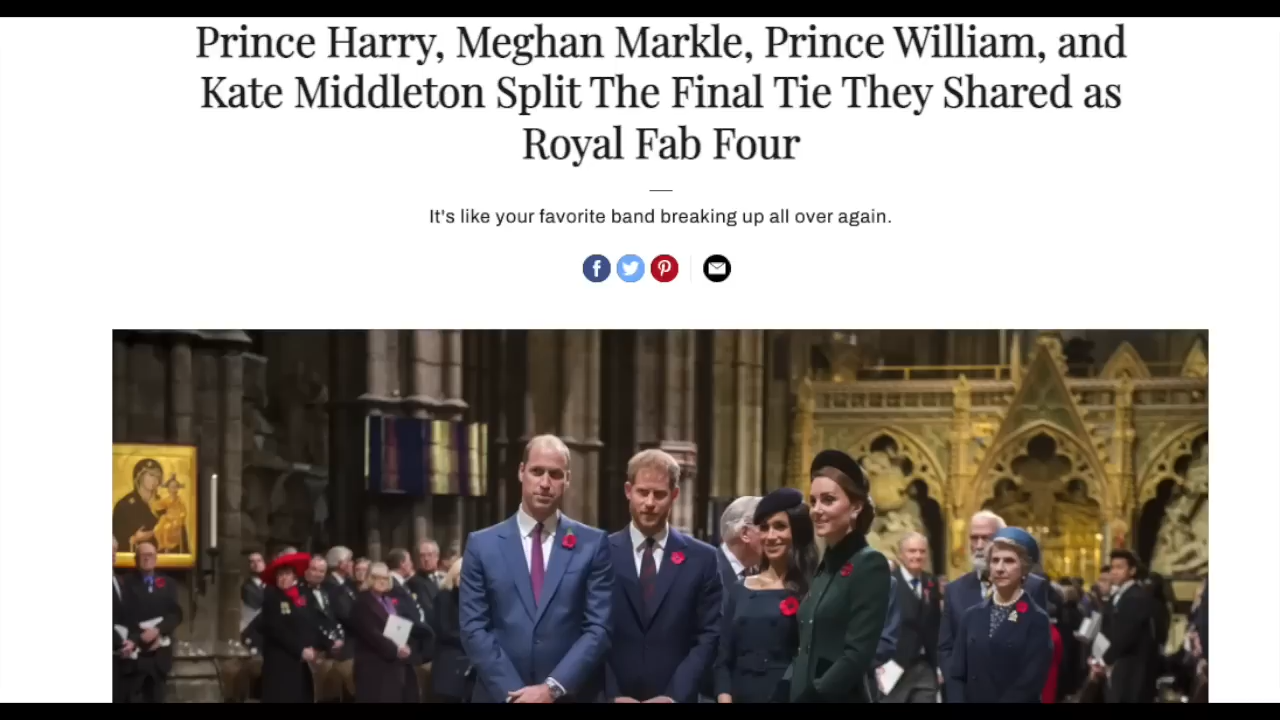 Prince Harry, Meghan Markle, Prince William, and
Kate Middleton Split The Final Tie They Shared as
Royal Fab Four
It's like your favorite band breaking up all over again.